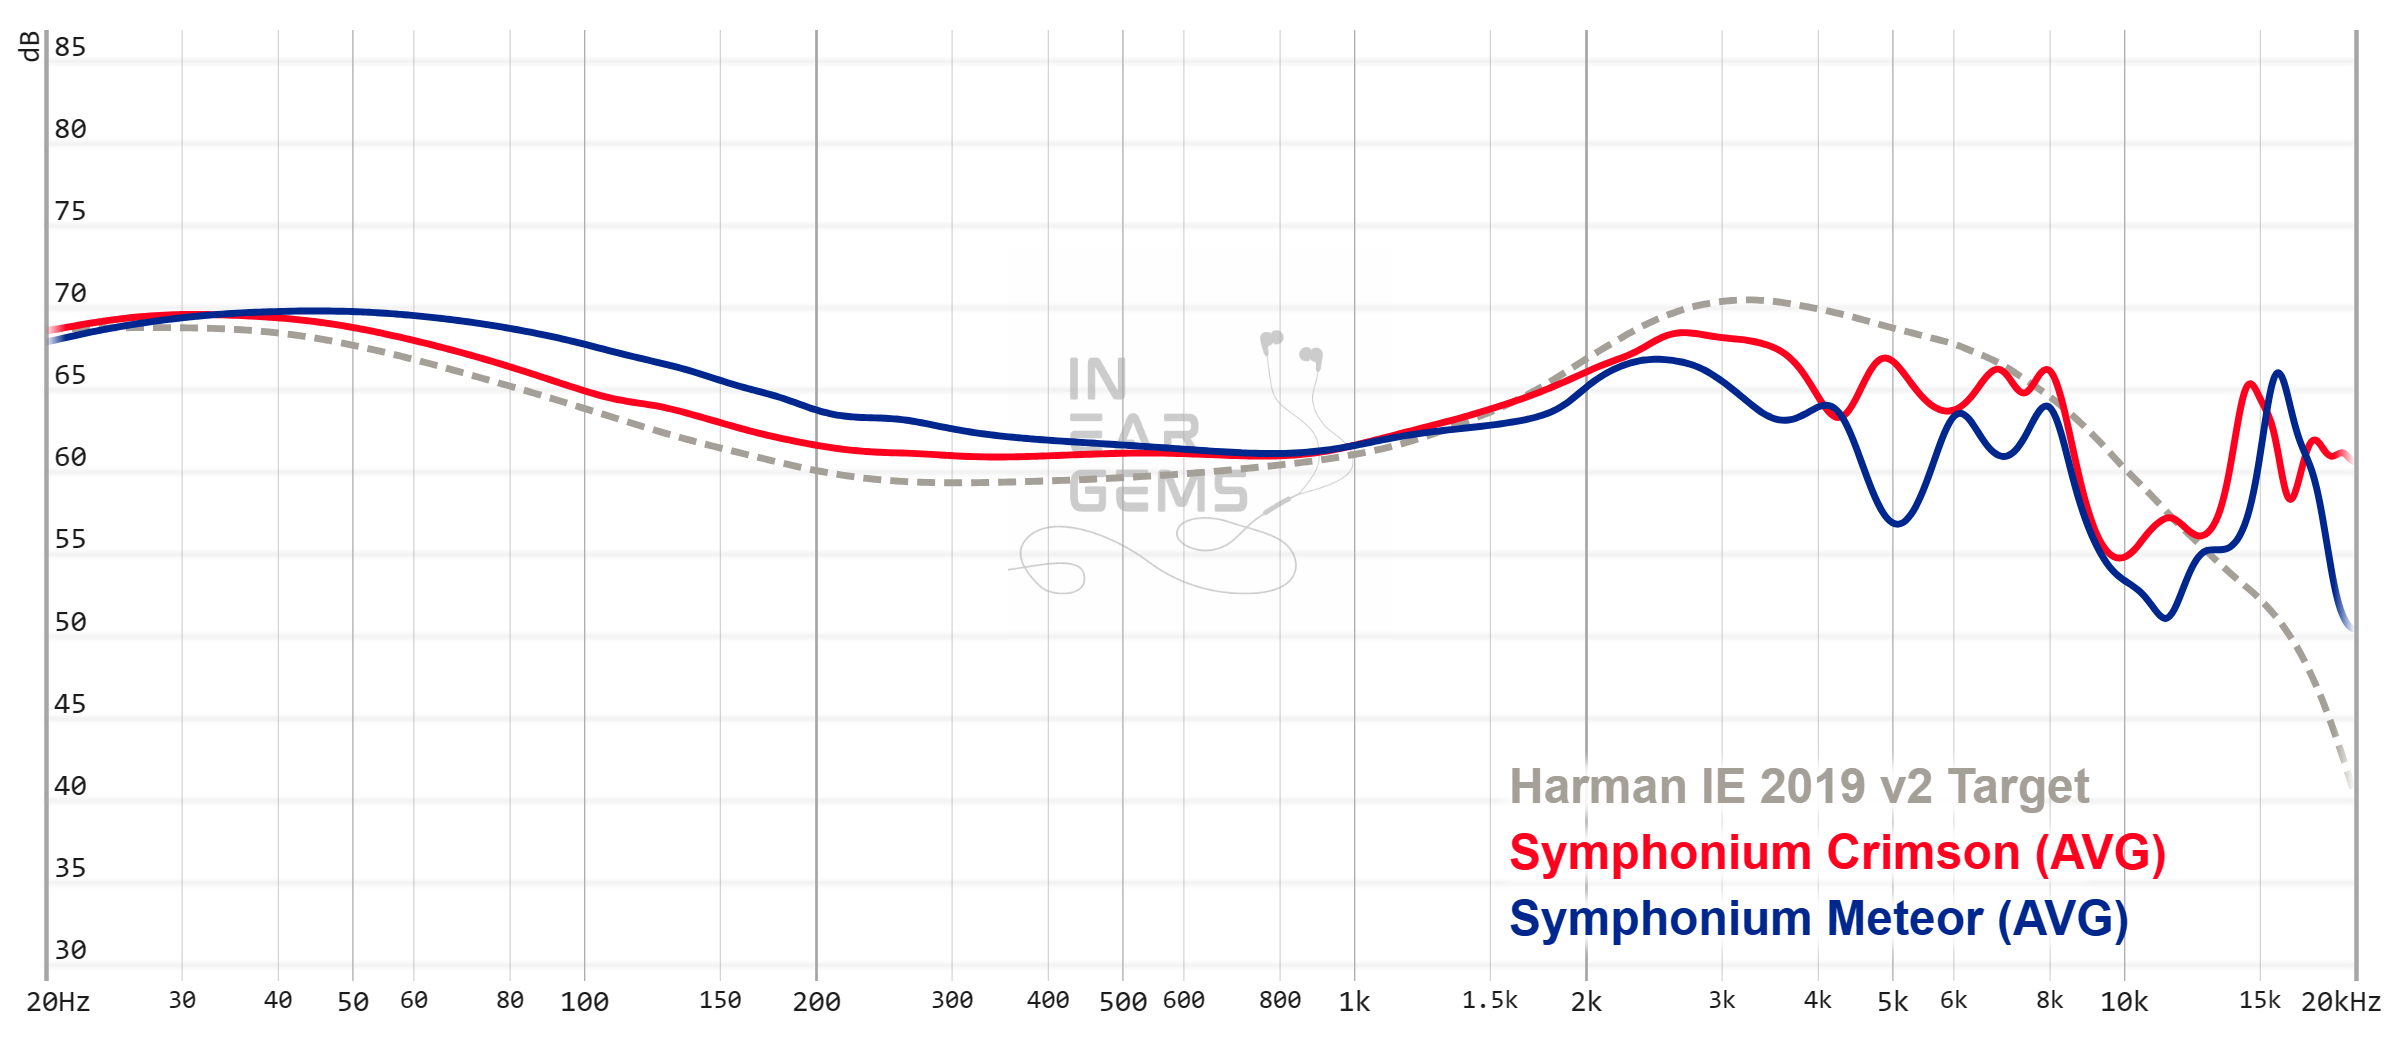 dB
85
80
75
70
65
60
55
50
45
40
35
30
IN
EAR
GEMS
Harman IE 2019 v2 Target
Symphonium Crimson (AVG)
Symphonium Meteor (AVG)
20Hz 30 40 50 60 80 100 150 200 300 400 500 600 800 1k 1.5k 2k 3k 4k 5k 6k 8k 10k 15k 20kHz